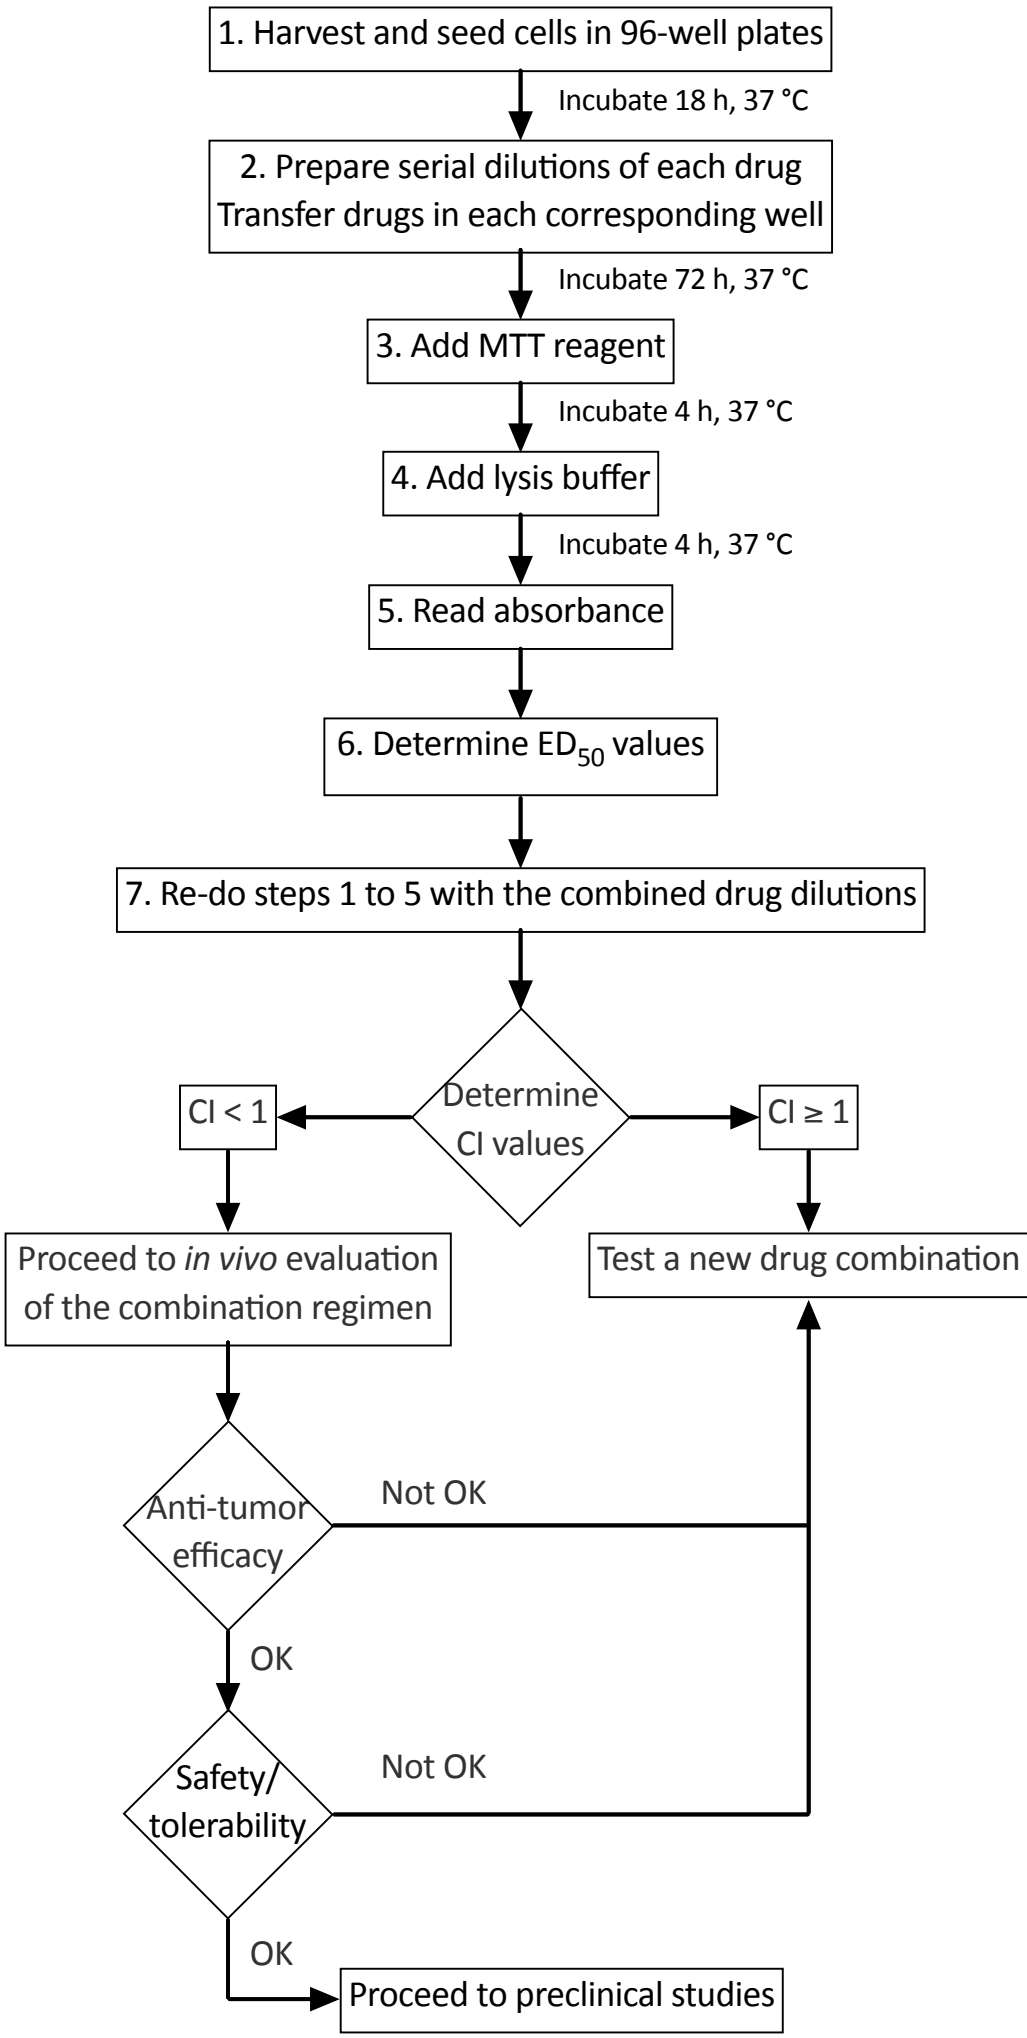 1. Harvest and seed cells in 96-well plates
Incubate 18 h, 37 °C
2. Prepare serial dilutions of each drug
Transfer drugs in each corresponding well
Incubate 72 h, 37 °C
3. Add MTT reagent
Incubate 4 h, 37 °C
4. Add lysis buffer
Incubate 4 h, 37 °C
5. Read absorbance
6. Determine ED50 values
7. Re-do steps 1 to 5 with the combined drug dilutions
Determine
CI values
CI < 1
CI ≥ 1
Proceed to in vivo evaluation
of the combination regimen
Test a new drug combination
Anti-tumor
efficacy
Not OK
OK
Safety/
tolerability
Not OK
OK
Proceed to preclinical studies